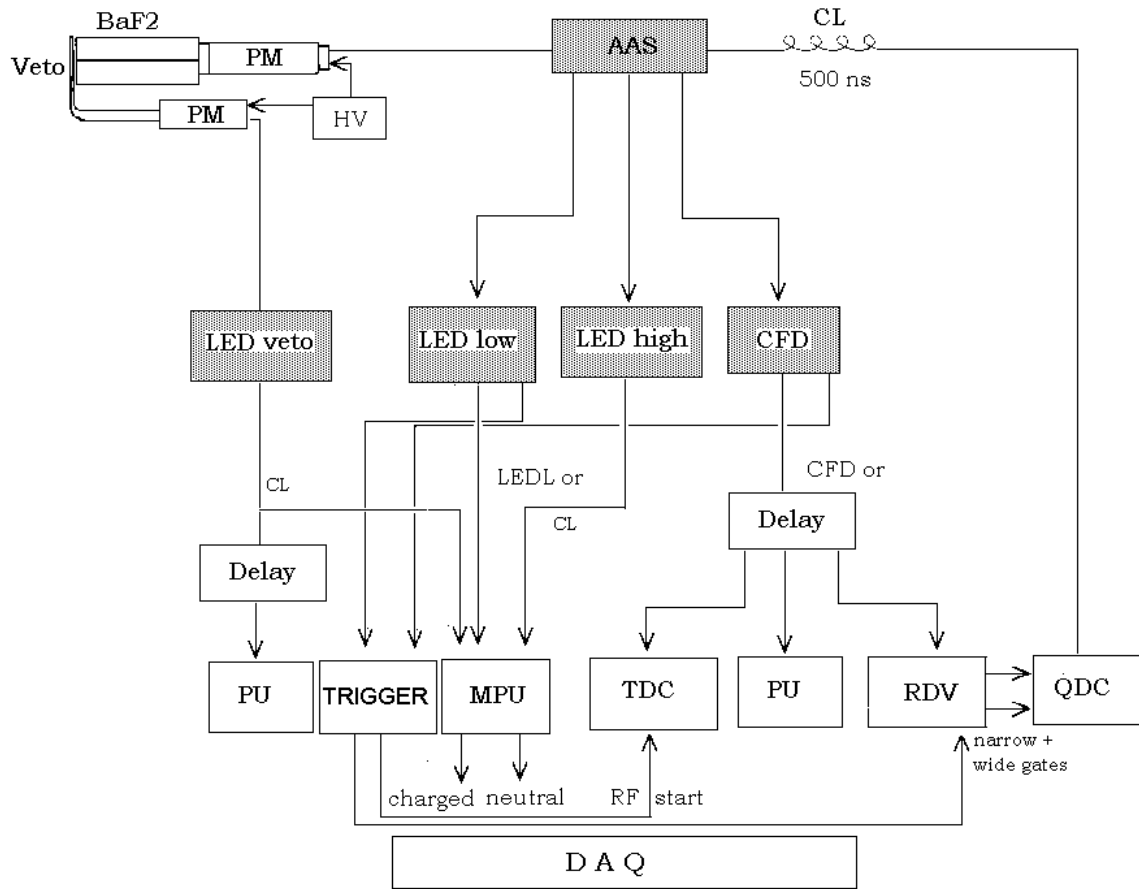 BaF2
CL
AAS
PM
Veto
500 ns
PM
HV
LED veto
LED low
LED high
CFD
CL
LEDL or
CFD or
CL
Delay
Delay
PU
TRIGGER
MPU
TDC
PU
RDV
QDC
narrow +
wide gates
charged
neutral
RF
start
D A Q